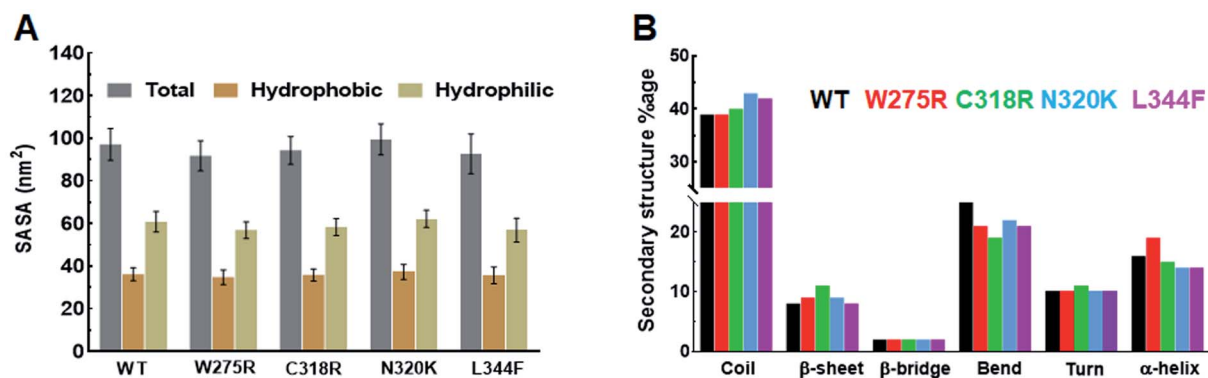 A
SASA (nm²)
140
120
100
80
60
40
20
0
Total Hydrophobic Hydrophilic
WT W275R C318R N320K L344F
B
Secondary structure %age
50
40
30
20
10
0
WT W275R C318R N320K L344F
Coil β-sheet β-bridge Bend Turn α-helix